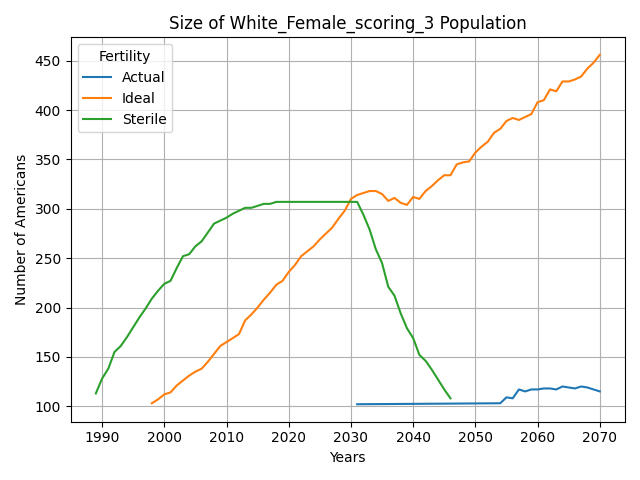 Size of White_Female_scoring_3 Population
Fertility
Actual
Ideal
Sterile
Number of Americans
450
400
350
300
250
200
150
100
1990 2000 2010 2020 2030 2040 2050 2060 2070
Years